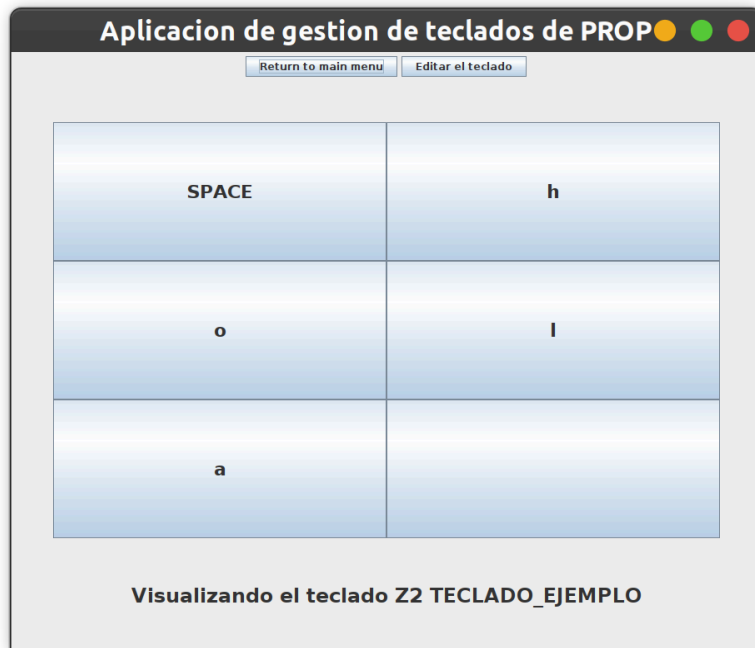 Aplicacion de gestion de teclados de PROP
Return to main menu Editar el teclado
SPACE h
o l
a
Visualizando el teclado Z2 TECLADO_EJEMPLO